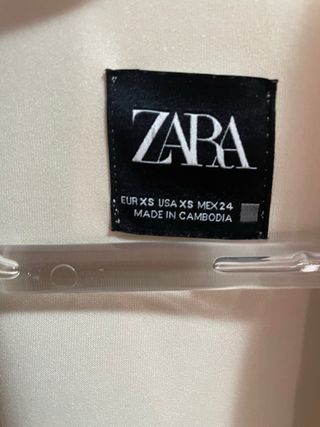 ZARA
EUR XS USA XS MEX 24
MADE IN CAMBODIA